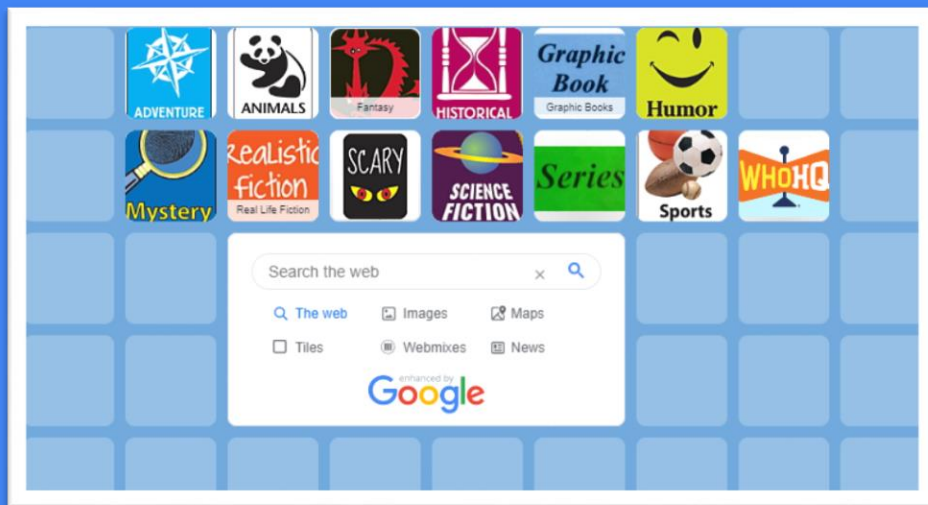 ADVENTURE
ANIMALS
Fantasy
HISTORICAL
Graphic
Book
Graphic Books
Humor
Mystery
ReaListic
Fiction
Real Life Fiction
SCARY
SCIENCE
FICTION
Series
Sports
WHOHQ
Search the web
The web
Images
Maps
Tiles
Webmixes
News
enhanced by
Google